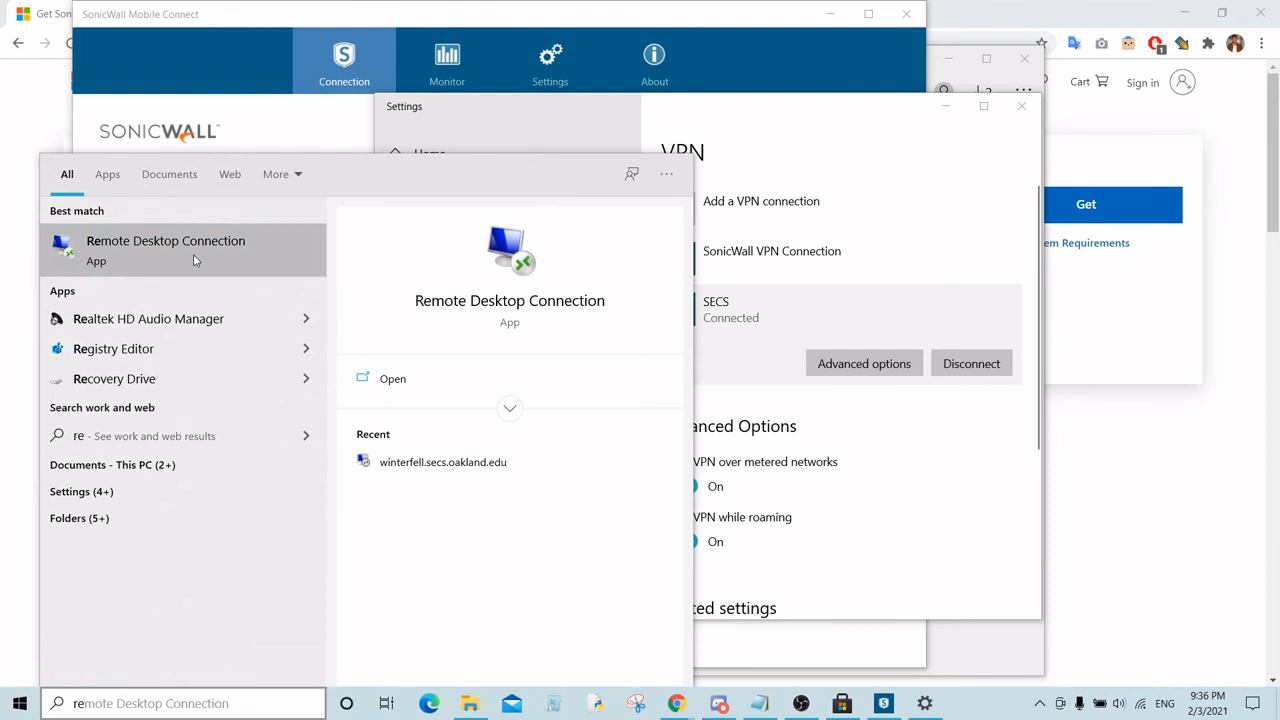 Get Son
SonicWall Mobile Connect
Connection
Monitor
Settings
About
Cart
Sign in
SONICWALL
Settings
Home
VPN
All
Apps
Documents
Web
More
Add a VPN connection
Get
Best match
Remote Desktop Connection
App
em Requirements
SonicWall VPN Connection
Remote Desktop Connection
App
SECS
Connected
Apps
Realtek HD Audio Manager
Registry Editor
Recovery Drive
Advanced options
Disconnect
Open
Search work and web
re - See work and web results
Recent
winterfell.secs.oakland.edu
anced Options
VPN over metered networks
On
VPN while roaming
On
Documents - This PC (2+)
Settings (4+)
Folders (5+)
ted settings
remote Desktop Connection
ENG
9:36 PM
2/3/2021